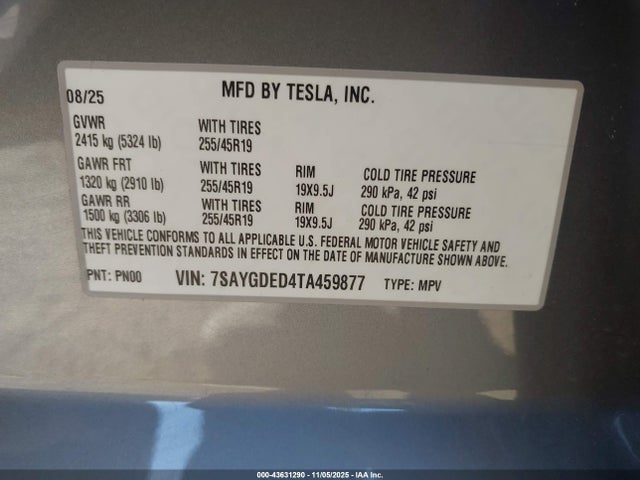 08/25 MFD BY TESLA, INC.
GVWR WITH TIRES
2415 kg (5324 lb) 255/45R19
GAWR FRT WITH TIRES RIM COLD TIRE PRESSURE
1320 kg (2910 lb) 255/45R19 19X9.5J 290 kPa, 42 psi
GAWR RR WITH TIRES RIM COLD TIRE PRESSURE
1500 kg (3306 lb) 255/45R19 19X9.5J 290 kPa, 42 psi
THIS VEHICLE CONFORMS TO ALL APPLICABLE U.S. FEDERAL MOTOR VEHICLE SAFETY AND
THEFT PREVENTION STANDARDS IN EFFECT ON THE DATE OF MANUFACTURE SHOWN ABOVE.
PNT: PN00 VIN: 7SAYGDED4TA459877 TYPE: MPV
000-43631290 - 11/05/2025 - IAA Inc.